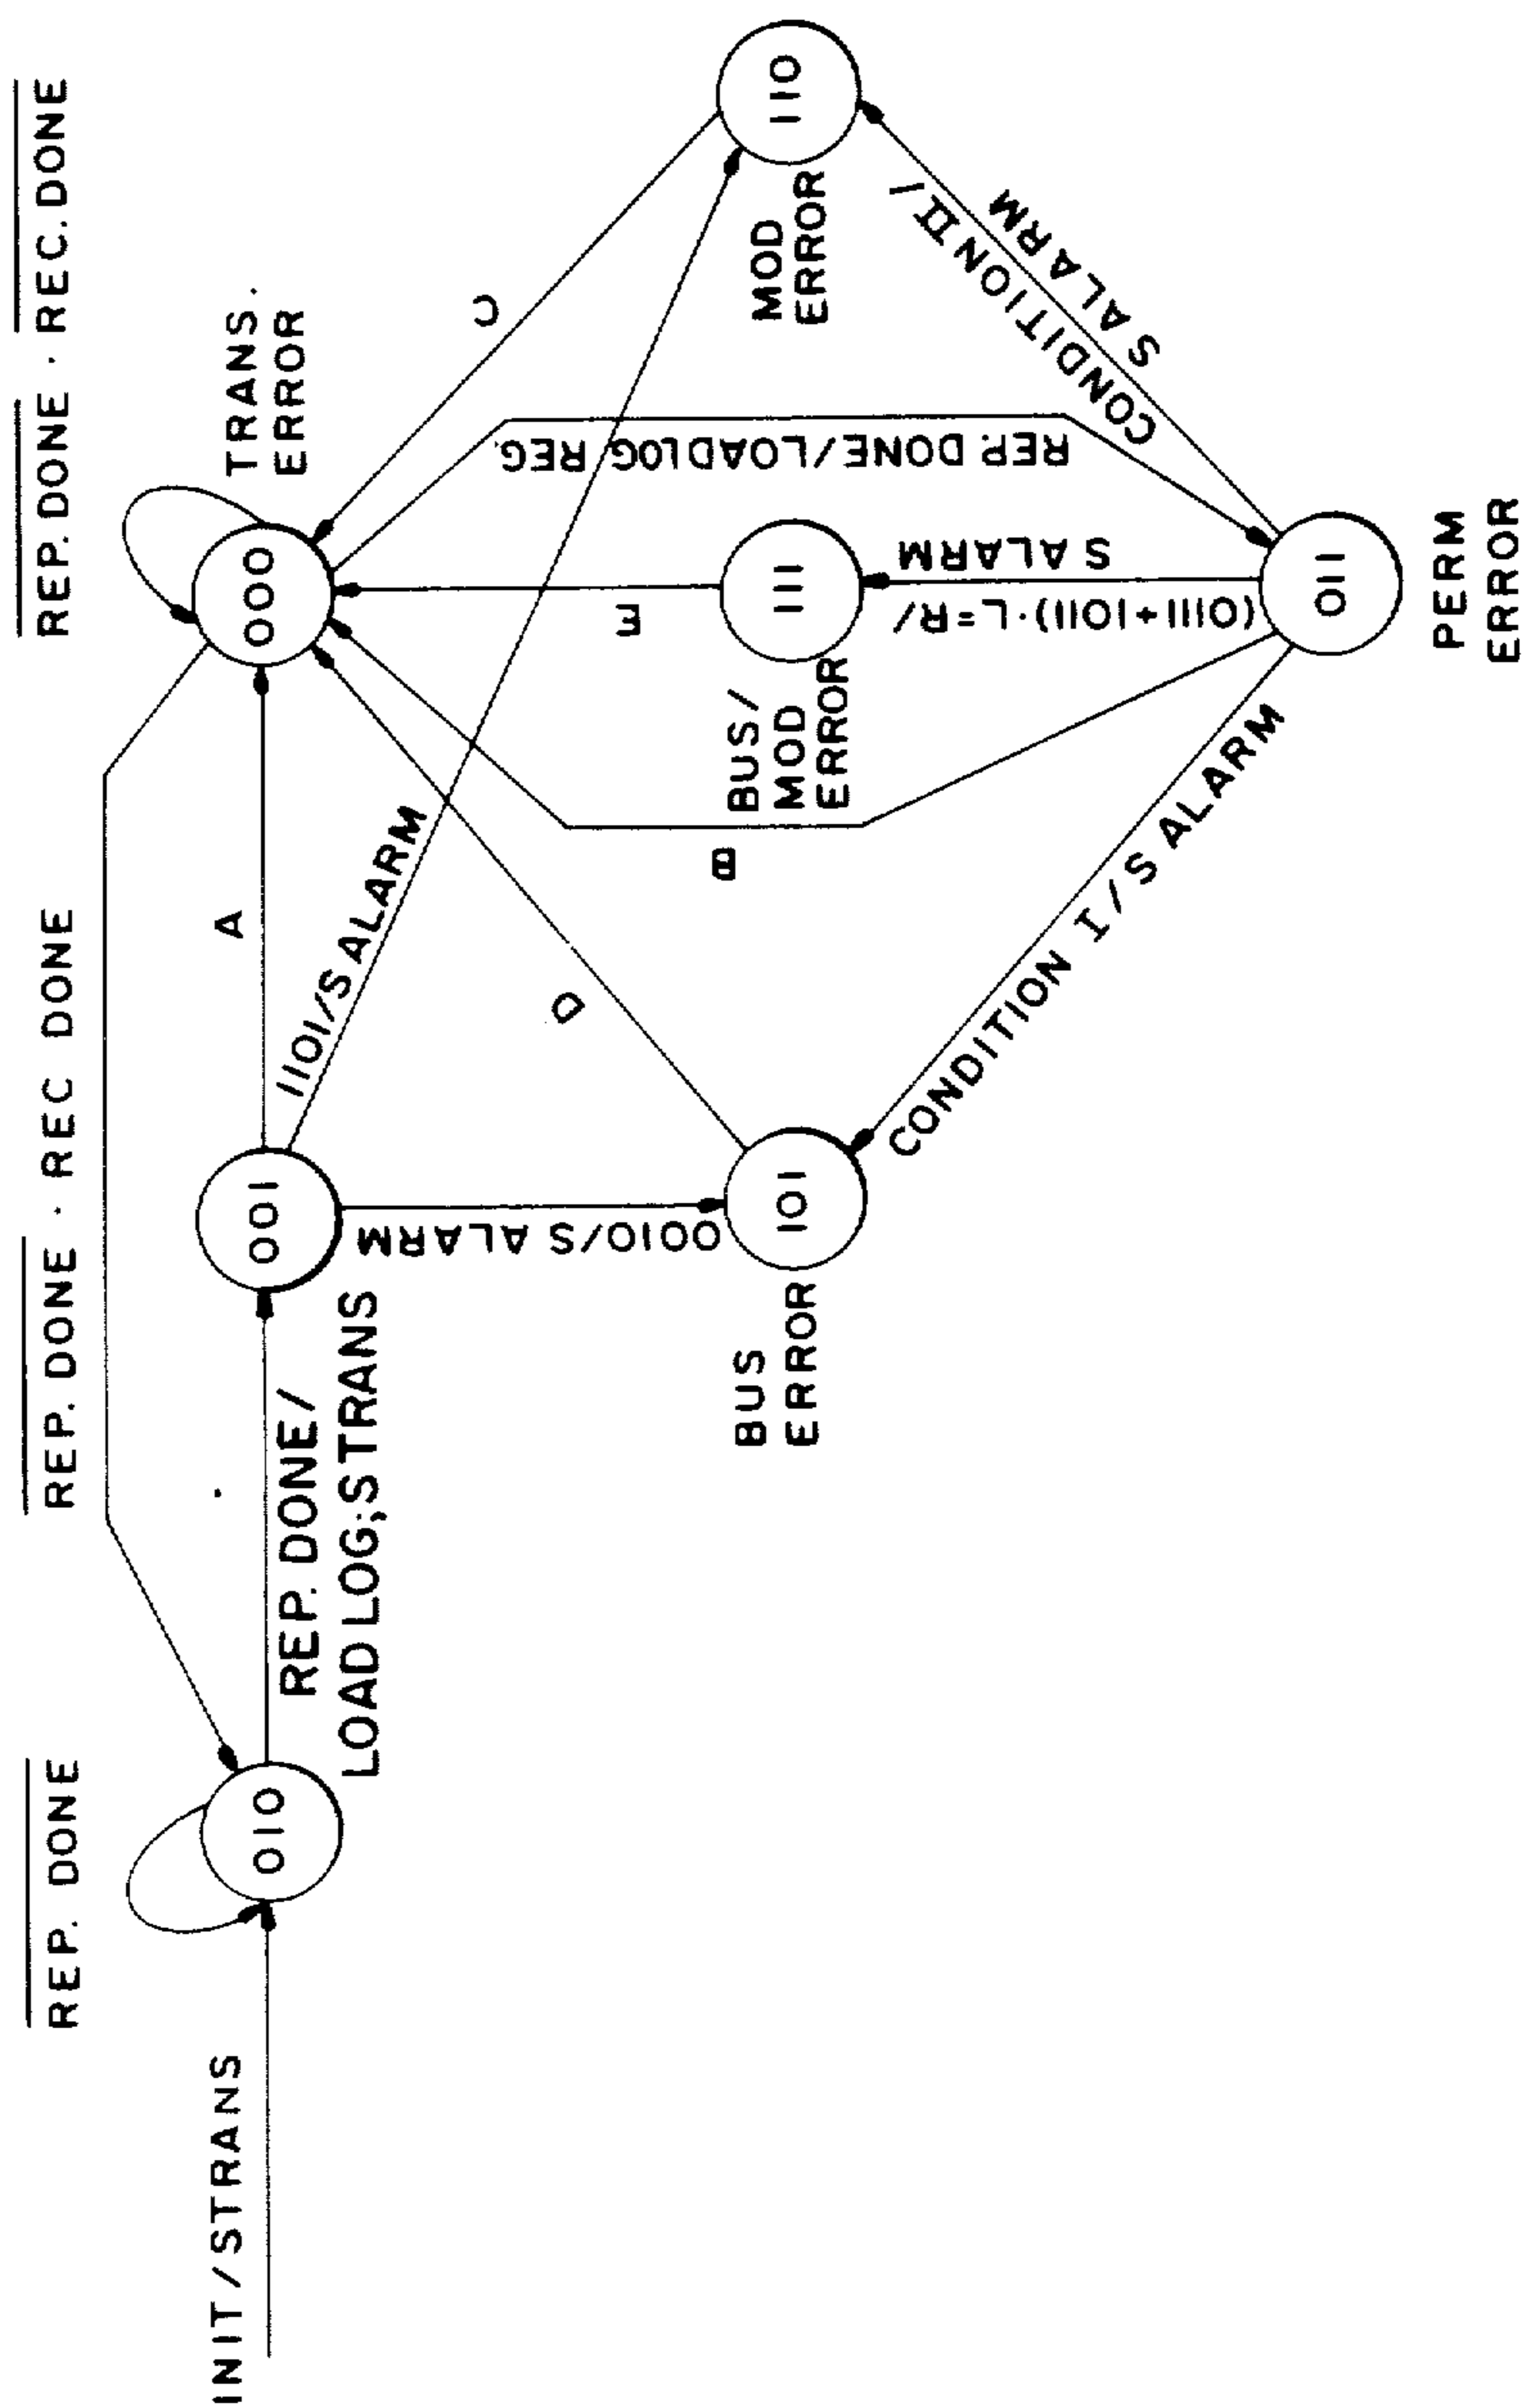 REP. DONE
REP. DONE · REC DONE
REP. DONE · REC. DONE
INIT/STRANS
010
REP. DONE/
LOAD LOG;STRANS
001
A
000
TRANS.
ERROR
1101/S ALARM
0010/S ALARM
D
B
E
C
REP. DONE/LOADLOG REG.
BUS
ERROR
101
BUS/
MOD
ERROR
111
MOD
ERROR
110
CONDITION I/S ALARM
(0111+1011)·L=R/
S ALARM
CONDITION II/
S ALARM
011
PERM
ERROR